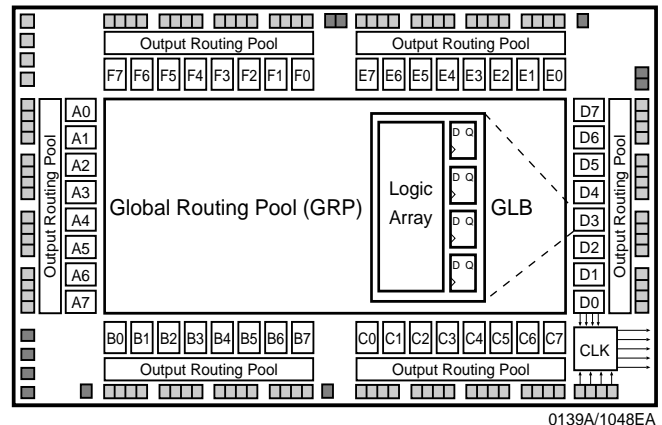 Output Routing Pool
Output Routing Pool
F7 F6 F5 F4 F3 F2 F1 F0
E7 E6 E5 E4 E3 E2 E1 E0
Output Routing Pool
A0
A1
A2
A3
A4
A5
A6
A7
Global Routing Pool (GRP)
Logic
Array
D Q
D Q
D Q
D Q
GLB
D7
D6
D5
D4
D3
D2
D1
D0
Output Routing Pool
CLK
B0 B1 B2 B3 B4 B5 B6 B7
C0 C1 C2 C3 C4 C5 C6 C7
Output Routing Pool
Output Routing Pool
0139A/1048EA